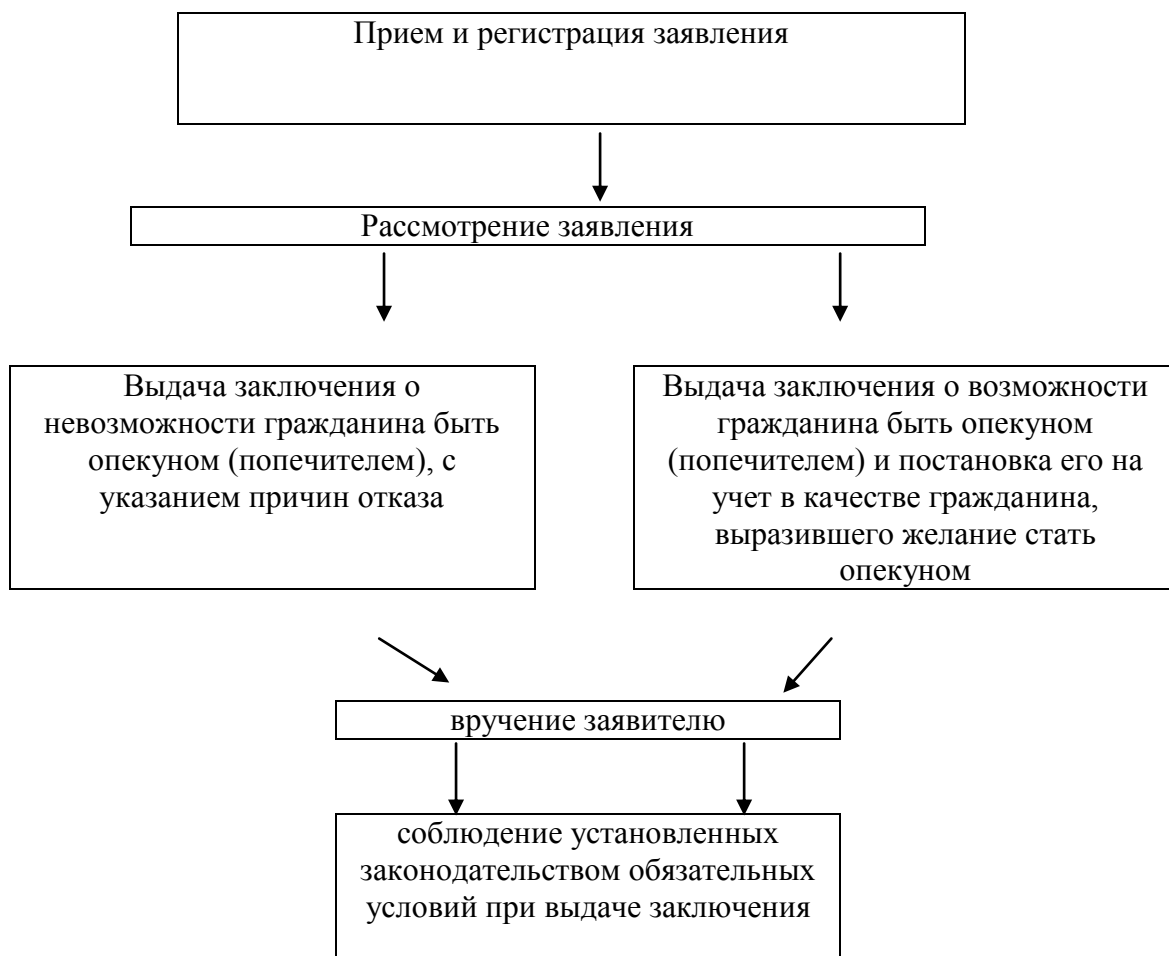 Прием и регистрация заявления
Рассмотрение заявления
Выдача заключения о
невозможности гражданина быть
опекуном (попечителем), с
указанием причин отказа
Выдача заключения о возможности
гражданина быть опекуном
(попечителем) и постановка его на
учет в качестве гражданина,
выразившего желание стать
опекуном
вручение заявителю
соблюдение установленных
законодательством обязательных
условий при выдаче заключения